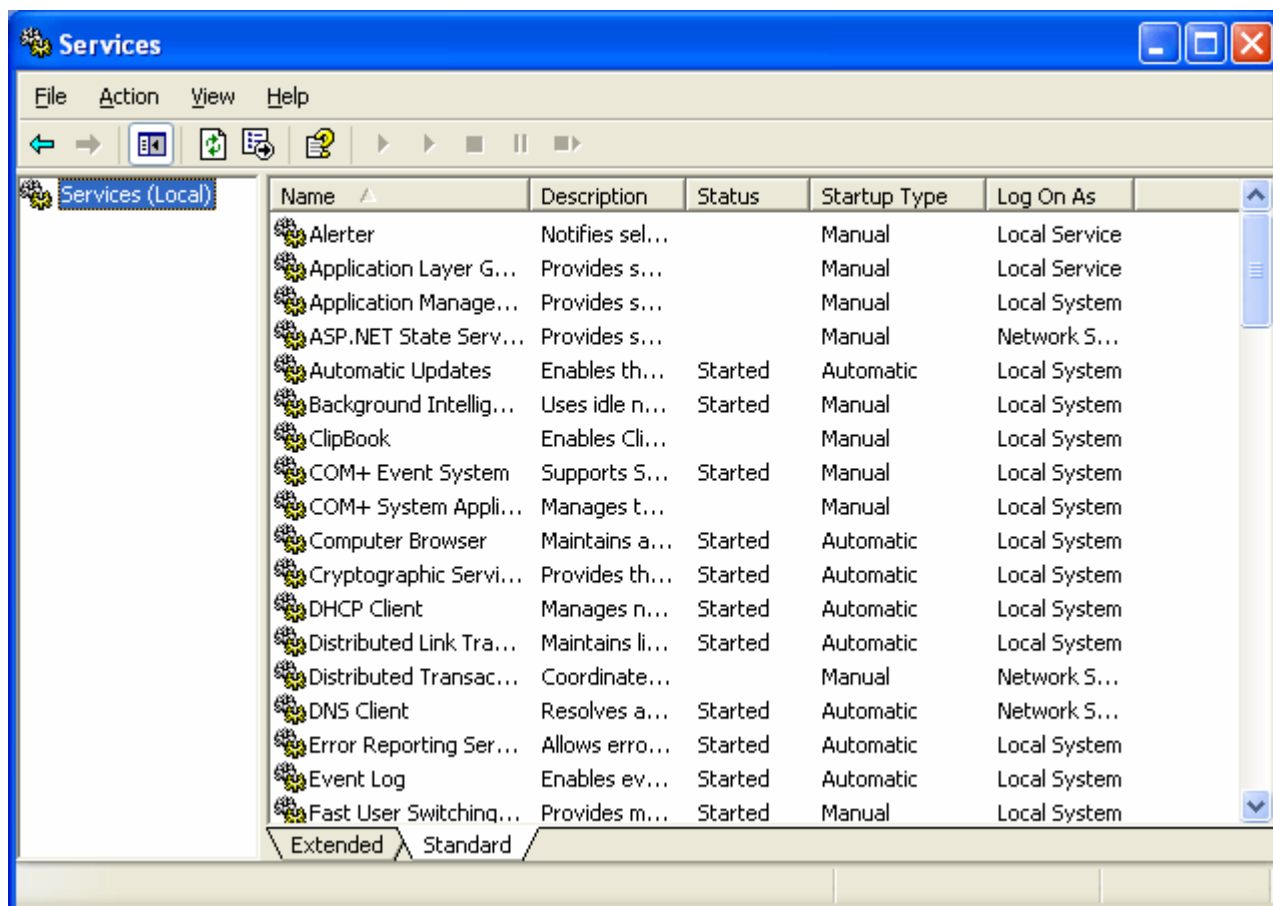 Services
File Action View Help
Services (Local)
Name Description Status Startup Type Log On As
Alerter Notifies sel... Manual Local Service
Application Layer G... Provides s... Manual Local Service
Application Manage... Provides s... Manual Local System
ASP.NET State Serv... Provides s... Manual Network S...
Automatic Updates Enables th... Started Automatic Local System
Background Intellig... Uses idle n... Started Manual Local System
ClipBook Enables Cli... Manual Local System
COM+ Event System Supports S... Started Manual Local System
COM+ System Appli... Manages t... Manual Local System
Computer Browser Maintains a... Started Automatic Local System
Cryptographic Servi... Provides th... Started Automatic Local System
DHCP Client Manages n... Started Automatic Local System
Distributed Link Tra... Maintains li... Started Automatic Local System
Distributed Transac... Coordinate... Manual Network S...
DNS Client Resolves a... Started Automatic Network S...
Error Reporting Ser... Allows erro... Started Automatic Local System
Event Log Enables ev... Started Automatic Local System
Fast User Switching... Provides m... Started Manual Local System
Extended Standard